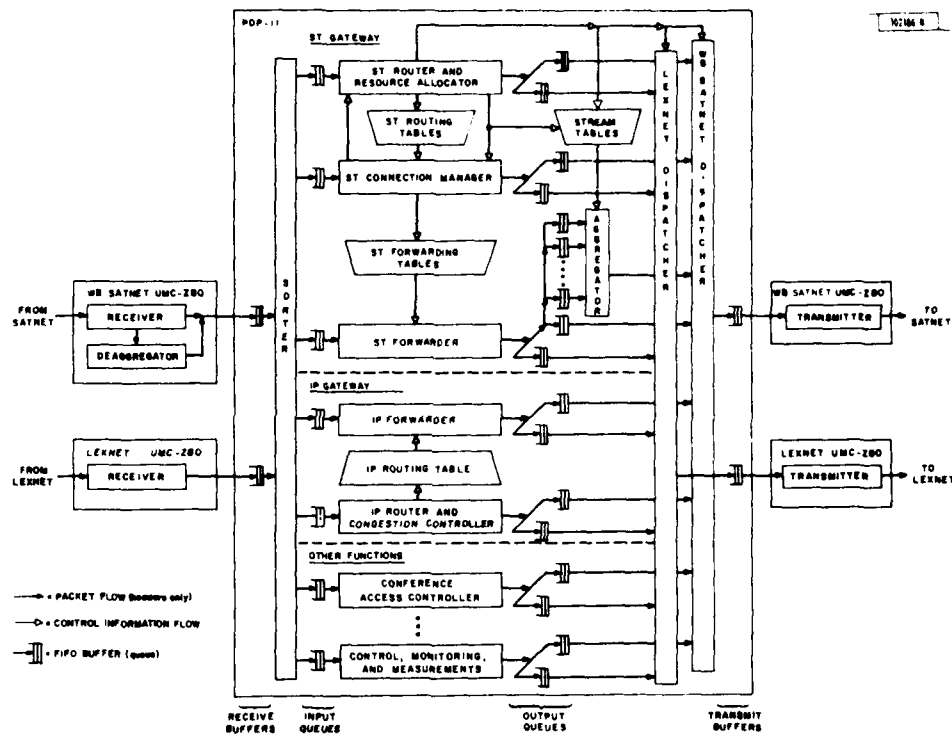 PDP-11
102186 R
ST GATEWAY
ST ROUTER AND
RESOURCE ALLOCATOR
ST ROUTING
TABLES
STREAM
TABLES
ST CONNECTION MANAGER
ST FORWARDING
TABLES
AGGREGATOR
ST FORWARDER
SORTER
LEXNET DISPATCHER
WB SATNET DISPATCHER
FROM
SATNET
WB SATNET UMC-Z80
RECEIVER
DEAGGREGATOR
WB SATNET UMC-Z80
TRANSMITTER
TO
SATNET
IP GATEWAY
IP FORWARDER
IP ROUTING TABLE
IP ROUTER AND
CONGESTION CONTROLLER
FROM
LEXNET
LEXNET UMC-Z80
RECEIVER
LEXNET UMC-Z80
TRANSMITTER
TO
LEXNET
OTHER FUNCTIONS
CONFERENCE
ACCESS CONTROLLER
CONTROL, MONITORING,
AND MEASUREMENTS
= PACKET FLOW (headers only)
= CONTROL INFORMATION FLOW
= FIFO BUFFER (queue)
RECEIVE
BUFFERS
INPUT
QUEUES
OUTPUT
QUEUES
TRANSMIT
BUFFERS